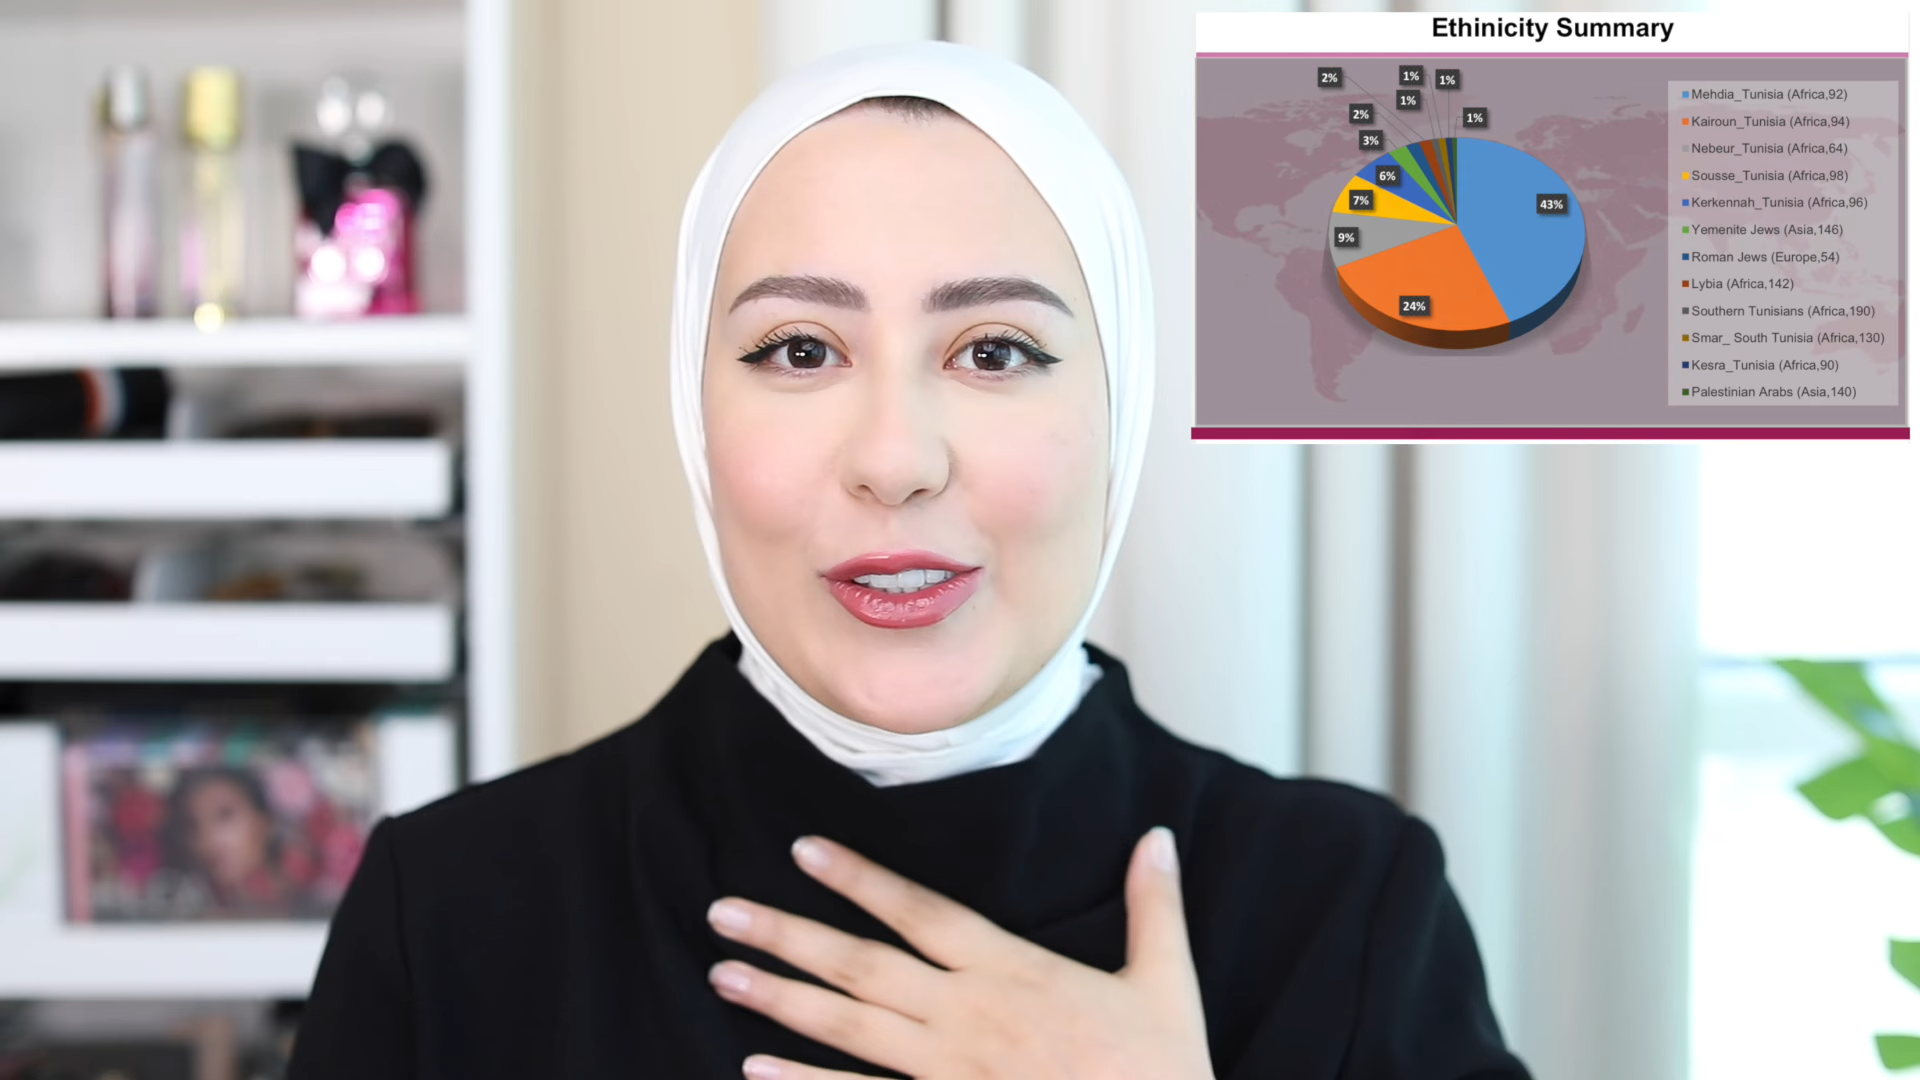 Ethinicity Summary
2%
1%
1%
1%
2%
1%
3%
6%
7%
43%
9%
24%
Mehdia_Tunisia (Africa,92)
Kairoun_Tunisia (Africa,94)
Nebeur_Tunisia (Africa,64)
Sousse_Tunisia (Africa,98)
Kerkennah_Tunisia (Africa,96)
Yemenite Jews (Asia,146)
Roman Jews (Europe,54)
Lybia (Africa,142)
Southern Tunisians (Africa,190)
Smar_ South Tunisia (Africa,130)
Kesra_Tunisia (Africa,90)
Palestinian Arabs (Asia,140)